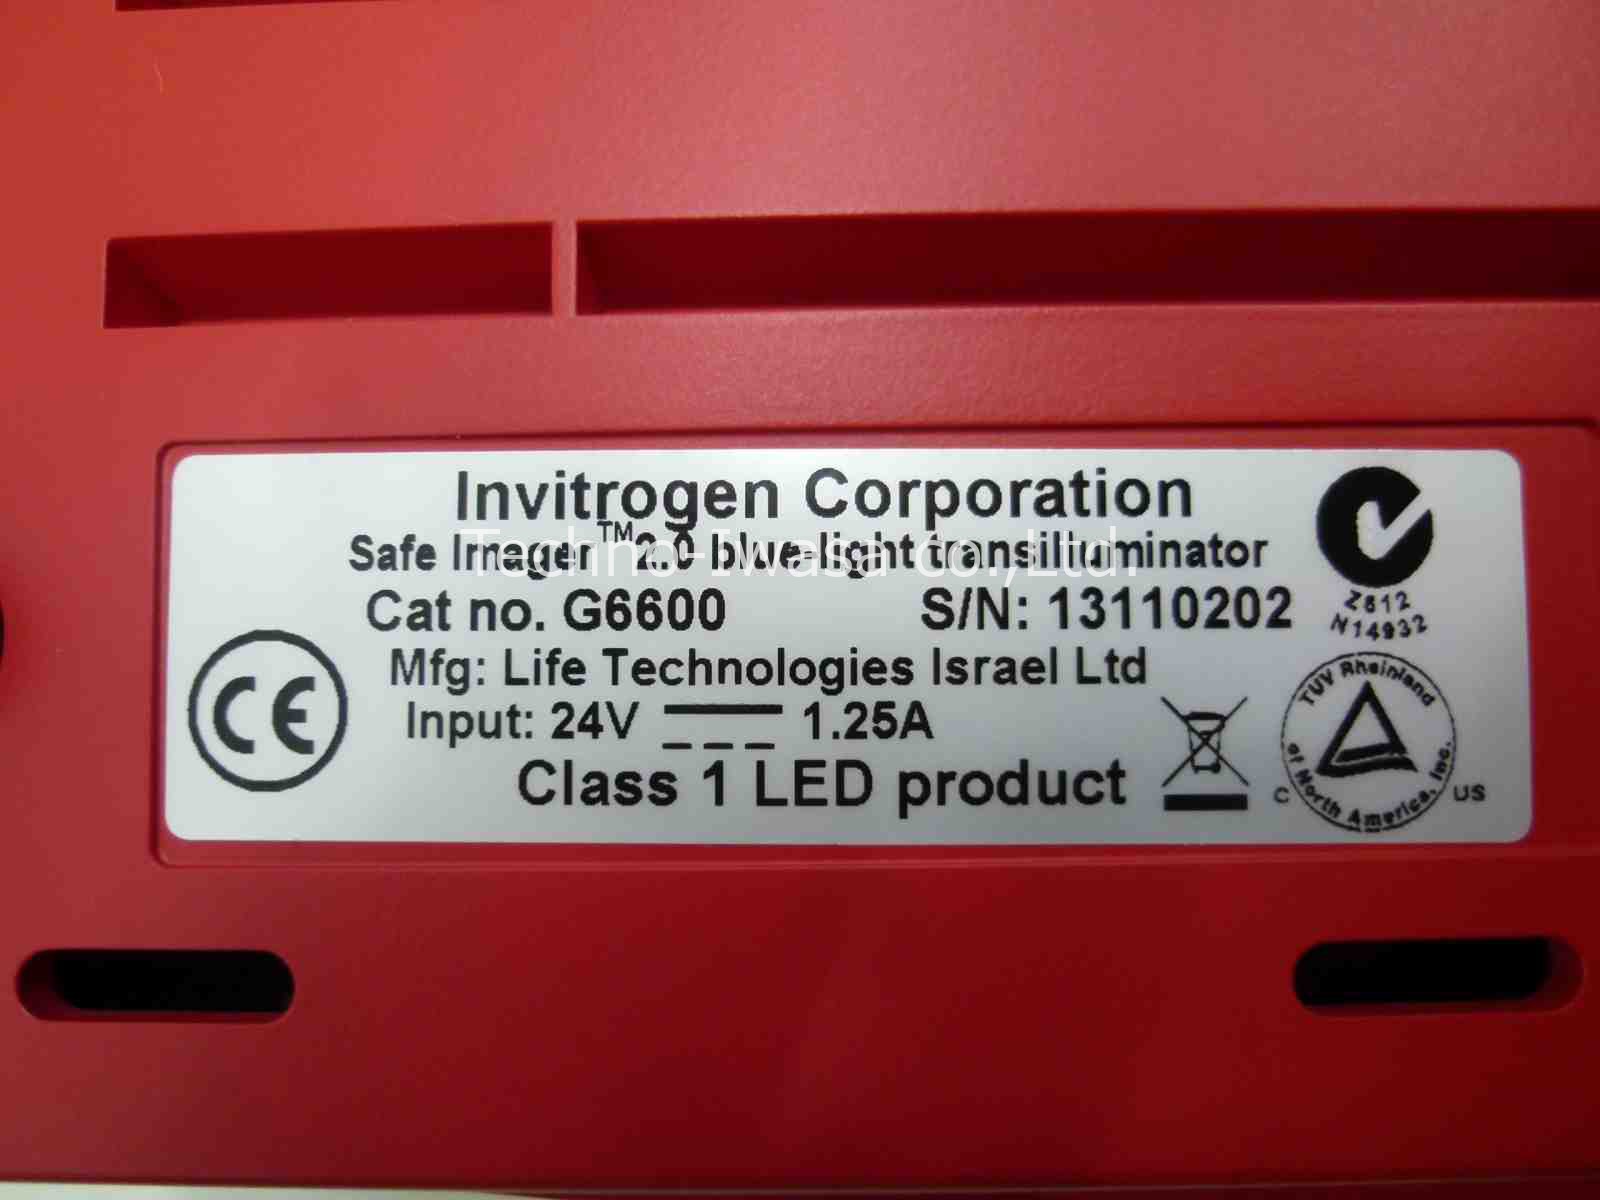 Invitrogen Corporation
Safe Imager™ 2.0 blue-light transilluminator
Techno-Iwasa co.,Ltd.
Cat no. G6600 S/N: 13110202
Z812
N14932
Mfg: Life Technologies Israel Ltd
CE
Input: 24V 1.25A
Class 1 LED product
TUV Rheinland
of North America, Inc.
C US